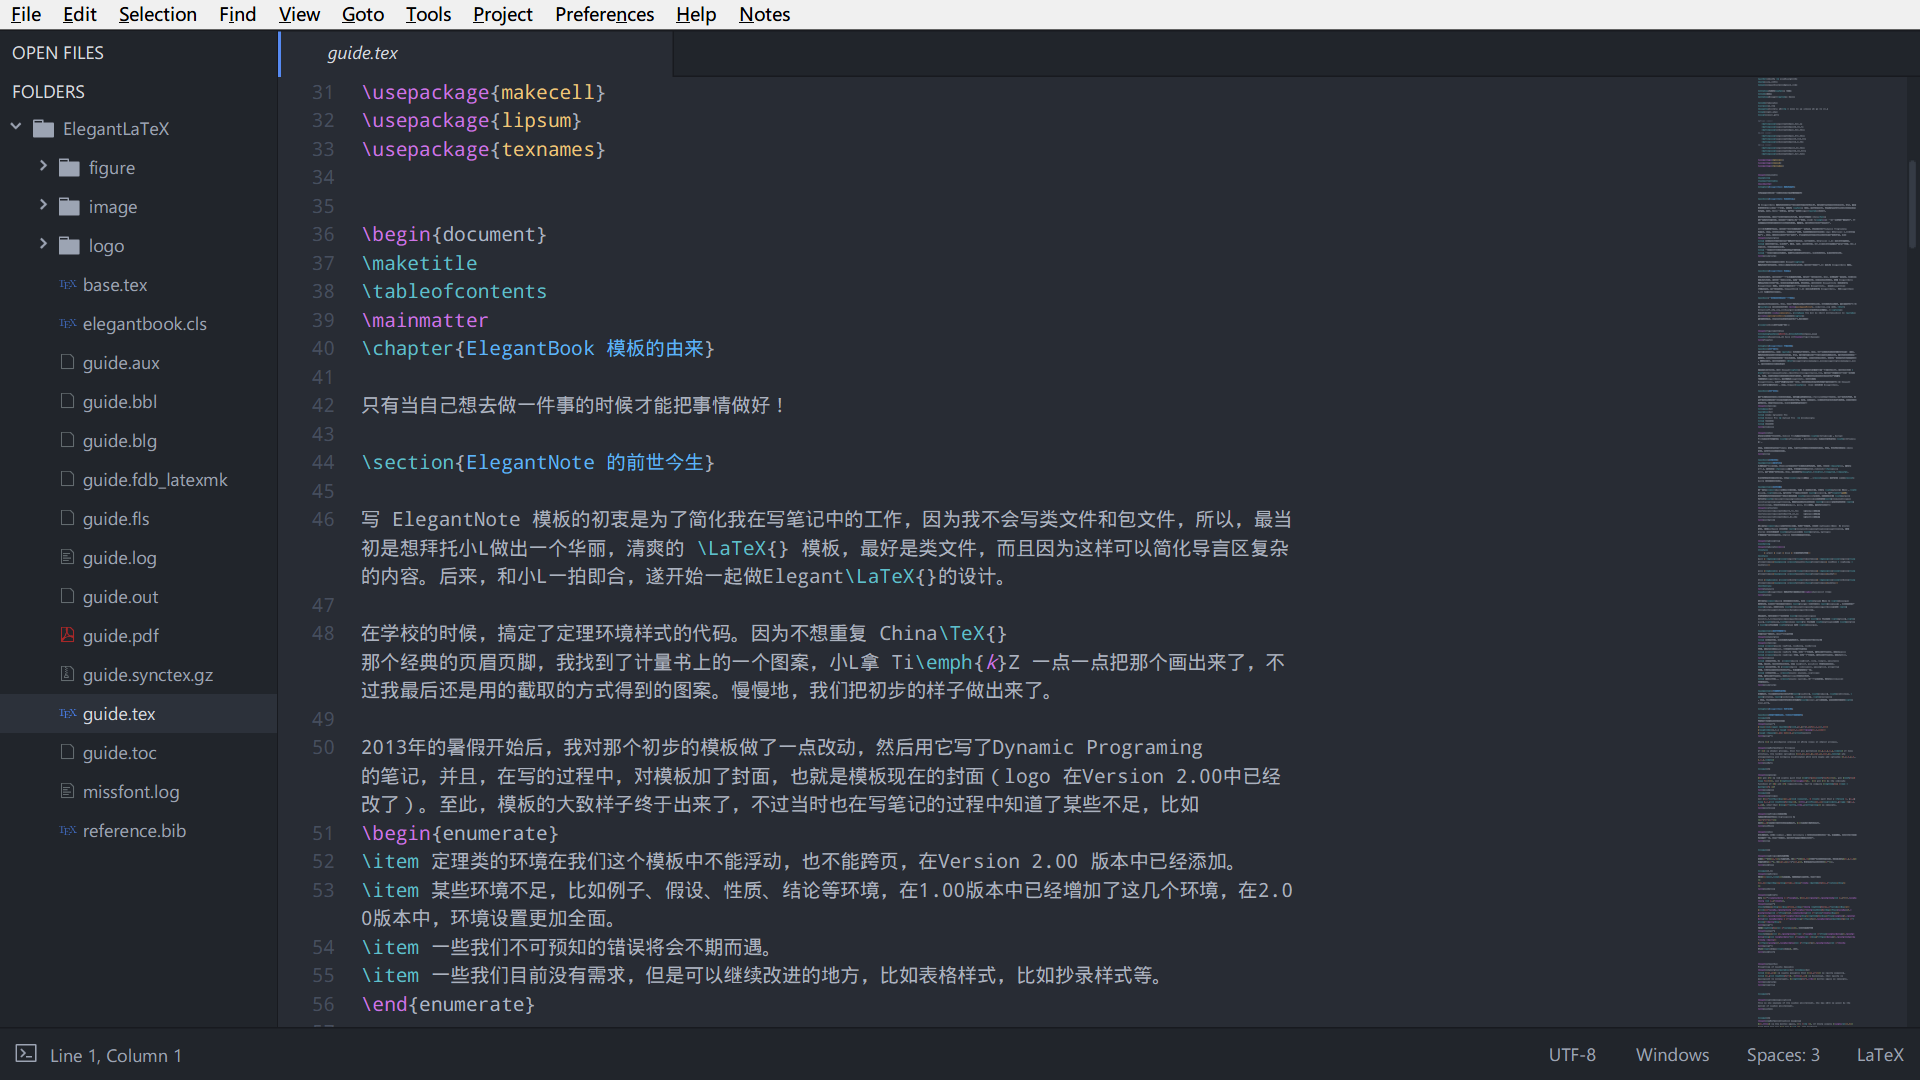 File Edit Selection Find View Goto Tools Project Preferences Help Notes
OPEN FILES
FOLDERS
ElegantLaTeX
figure
image
logo
base.tex
elegantbook.cls
guide.aux
guide.bbl
guide.blg
guide.fdb_latexmk
guide.fls
guide.log
guide.out
guide.pdf
guide.synctex.gz
guide.tex
guide.toc
missfont.log
reference.bib
guide.tex
31 \usepackage{makecell}
32 \usepackage{lipsum}
33 \usepackage{texnames}
34
35
36 \begin{document}
37 \maketitle
38 \tableofcontents
39 \mainmatter
40 \chapter{ElegantBook 模板的由来}
41
42 只有当自己想去做一件事的时候才能把事情做好！
43
44 \section{ElegantNote 的前世今生}
45
46 写 ElegantNote 模板的初衷是为了简化我在写笔记中的工作，因为我不会写类文件和包文件，所以，最当
初是想拜托小L做出一个华丽，清爽的 \LaTeX{} 模板，最好是类文件，而且因为这样可以简化导言区复杂
的内容。后来，和小L一拍即合，遂开始一起做Elegant\LaTeX{}的设计。
47
48 在学校的时候，搞定了定理环境样式的代码。因为不想重复 China\TeX{}
那个经典的页眉页脚，我找到了计量书上的一个图案，小L拿 Ti\emph{k}Z 一点一点把那个画出来了，不
过我最后还是用的截取的方式得到的图案。慢慢地，我们把初步的样子做出来了。
49
50 2013年的暑假开始后，我对那个初步的模板做了一点改动，然后用它写了Dynamic Programing
的笔记，并且，在写的过程中，对模板加了封面，也就是模板现在的封面（logo 在Version 2.00中已经
改了）。至此，模板的大致样子终于出来了，不过当时也在写笔记的过程中知道了某些不足，比如
51 \begin{enumerate}
52 \item 定理类的环境在我们这个模板中不能浮动，也不能跨页，在Version 2.00 版本中已经添加。
53 \item 某些环境不足，比如例子、假设、性质、结论等环境，在1.00版本中已经增加了这几个环境，在2.0
0版本中，环境设置更加全面。
54 \item 一些我们不可预知的错误将会不期而遇。
55 \item 一些我们目前没有需求，但是可以继续改进的地方，比如表格样式，比如抄录样式等。
56 \end{enumerate}
Line 1, Column 1
UTF-8 Windows Spaces: 3 LaTeX